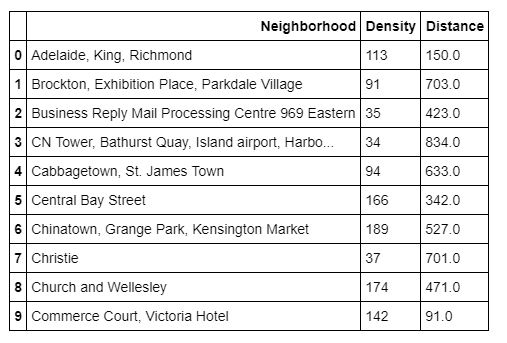 Neighborhood Density Distance
0 Adelaide, King, Richmond 113 150.0
1 Brockton, Exhibition Place, Parkdale Village 91 703.0
2 Business Reply Mail Processing Centre 969 Eastern 35 423.0
3 CN Tower, Bathurst Quay, Island airport, Harbo... 34 834.0
4 Cabbagetown, St. James Town 94 633.0
5 Central Bay Street 166 342.0
6 Chinatown, Grange Park, Kensington Market 189 527.0
7 Christie 37 701.0
8 Church and Wellesley 174 471.0
9 Commerce Court, Victoria Hotel 142 91.0